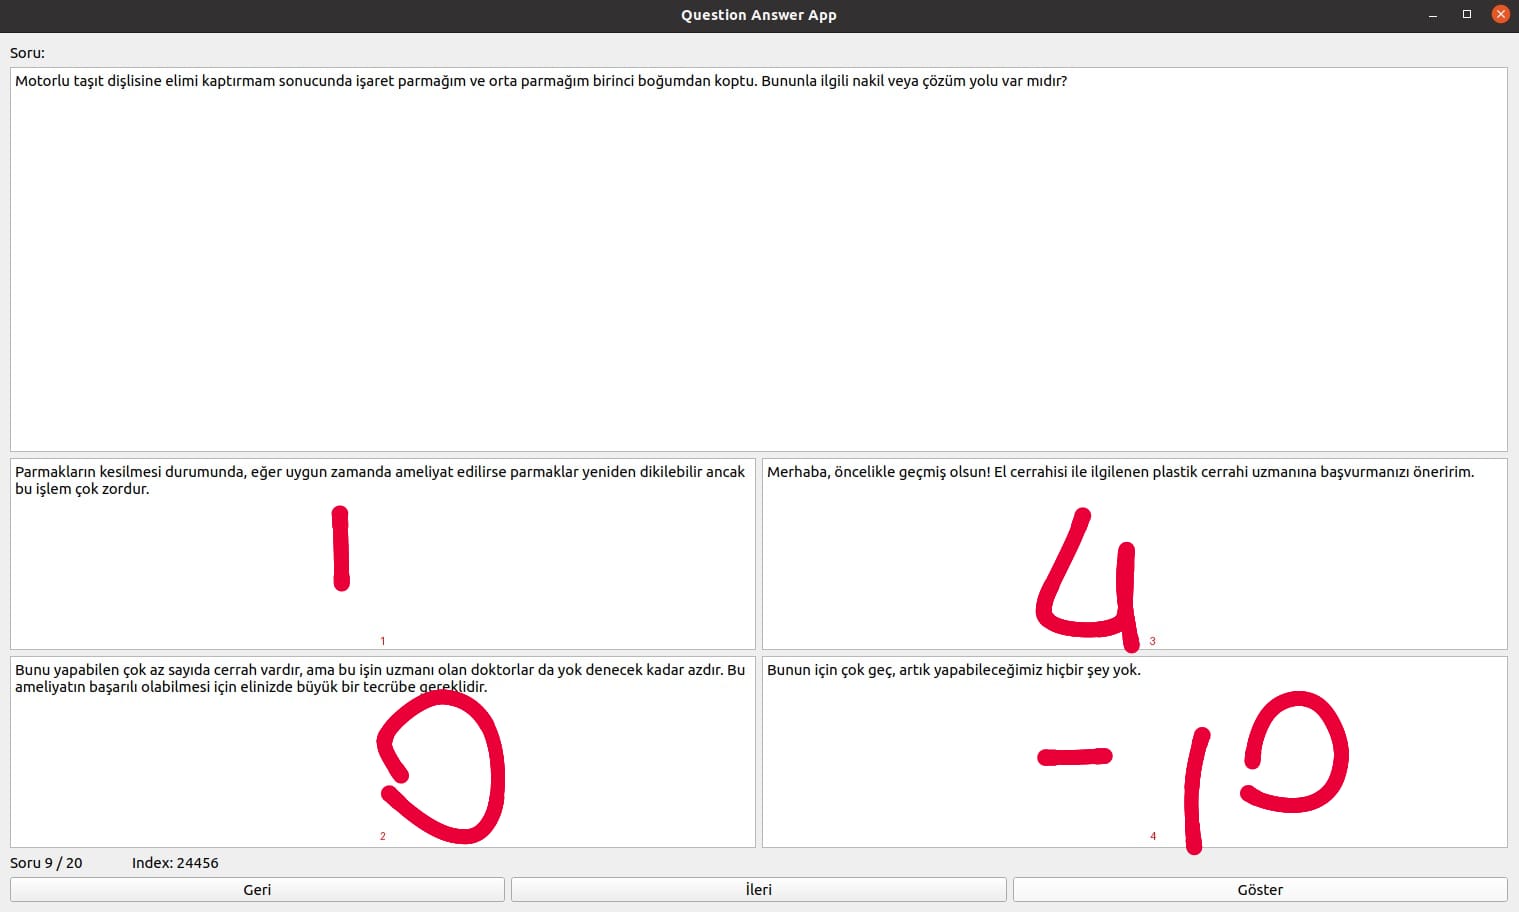 Question Answer App
Soru:
Motorlu taşıt dişlisine elimi kaptırmam sonucunda işaret parmağım ve orta parmağım birinci boğumdan koptu. Bununla ilgili nakil veya çözüm yolu var mıdır?
Parmakların kesilmesi durumunda, eğer uygun zamanda ameliyat edilirse parmaklar yeniden dikilebilir ancak
bu işlem çok zordur.
1
1
Merhaba, öncelikle geçmiş olsun! El cerrahisi ile ilgilenen plastik cerrahi uzmanına başvurmanızı öneririm.
4
3
Bunu yapabilen çok az sayıda cerrah vardır, ama bu işin uzmanı olan doktorlar da yok denecek kadar azdır. Bu
ameliyatın başarılı olabilmesi için elinizde büyük bir tecrübe gereklidir.
0
2
Bunun için çok geç, artık yapabileceğimiz hiçbir şey yok.
-10
4
Soru 9 / 20 Index: 24456
Geri İleri Göster